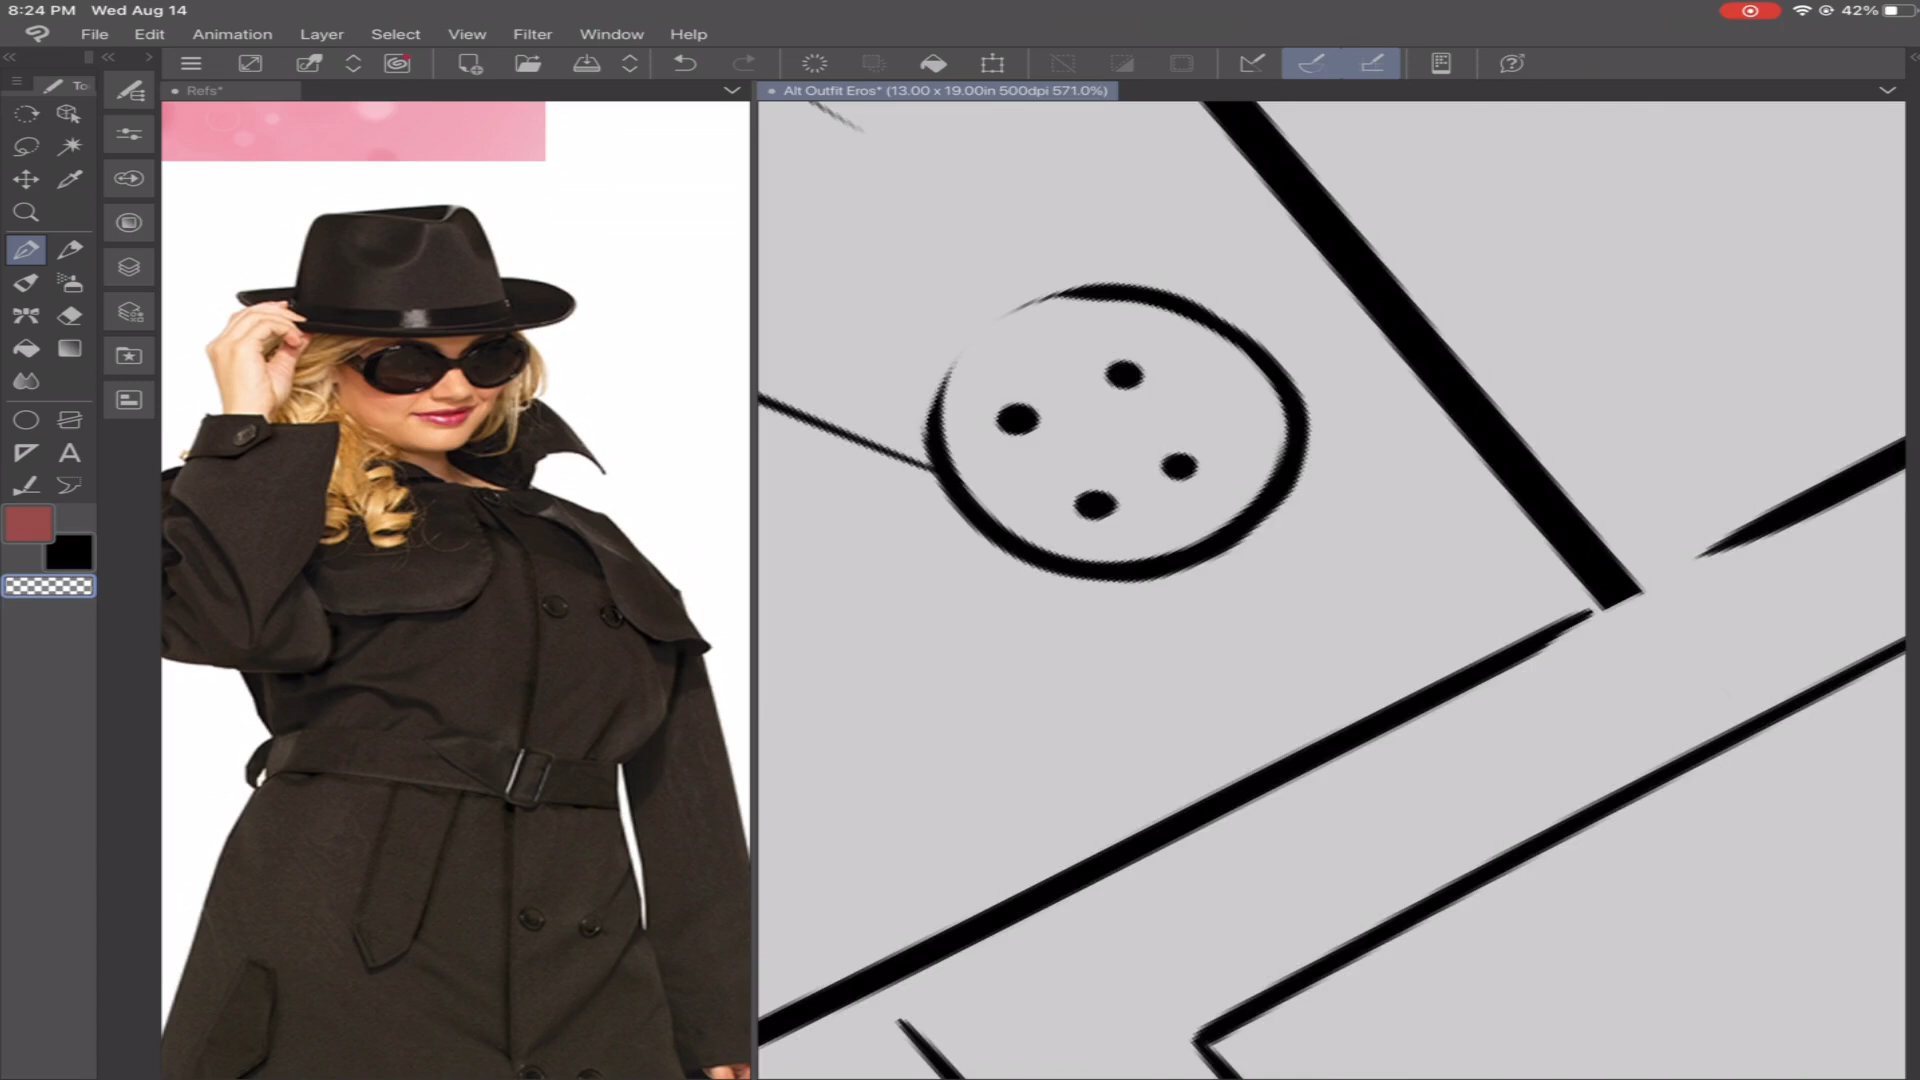 8:24 PM Wed Aug 14 42%
File Edit Animation Layer Select View Filter Window Help
To
Refs*
Alt Outfit Eros* (13.00 x 19.00in 500dpi 571.0%)
A